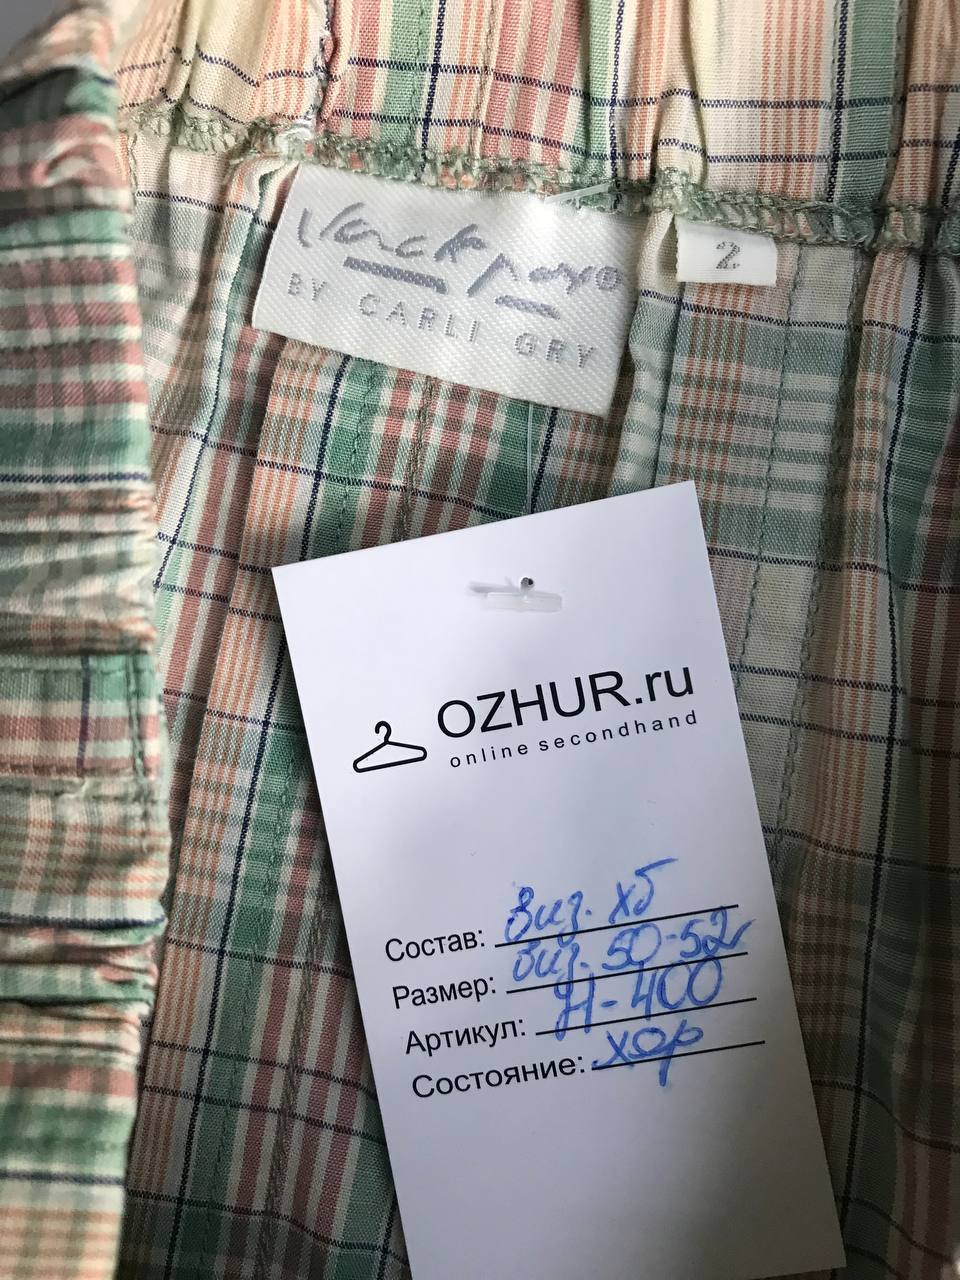 Jackpot®
BY CARLI GRY
2
OZHUR.ru
online secondhand
Состав: Виз. хб
Размер: Виз. 50-52
Артикул: Н-400
Состояние: хор